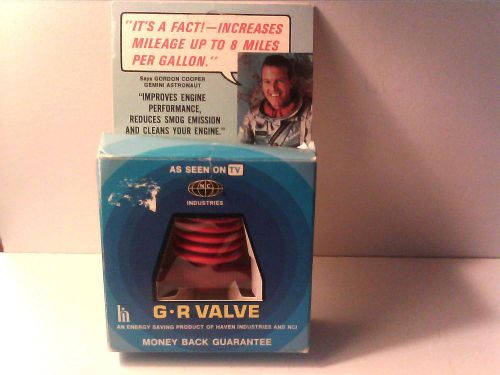 "IT'S A FACT!—INCREASES
MILEAGE UP TO 8 MILES
PER GALLON."
Says GORDON COOPER
GEMINI ASTRONAUT
"IMPROVES ENGINE
PERFORMANCE,
REDUCES SMOG EMISSION
AND CLEANS YOUR ENGINE."
AS SEEN ON TV
NCI
INDUSTRIES
G·R VALVE
AN ENERGY SAVING PRODUCT OF HAVEN INDUSTRIES AND NCI
MONEY BACK GUARANTEE